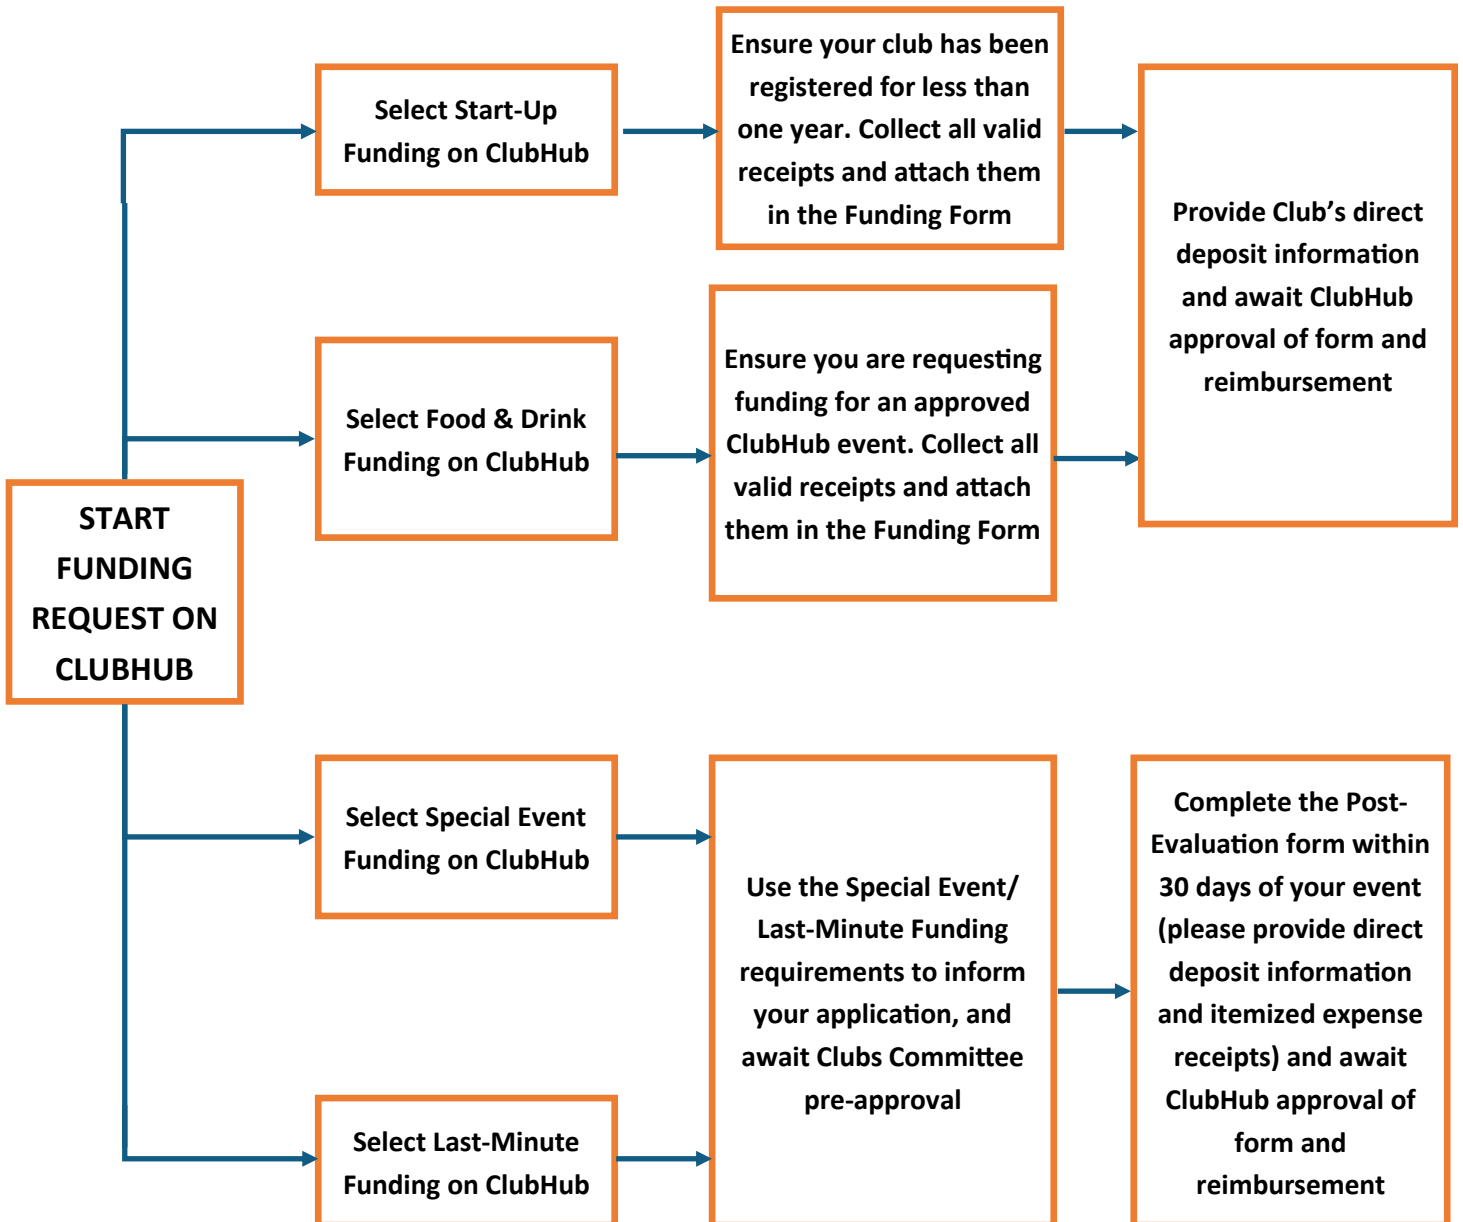 START
FUNDING
REQUEST ON
CLUBHUB
Select Start-Up
Funding on ClubHub
Ensure your club has been
registered for less than
one year. Collect all valid
receipts and attach them
in the Funding Form
Select Food & Drink
Funding on ClubHub
Ensure you are requesting
funding for an approved
ClubHub event. Collect all
valid receipts and attach
them in the Funding Form
Provide Club’s direct
deposit information
and await ClubHub
approval of form and
reimbursement
Select Special Event
Funding on ClubHub
Select Last-Minute
Funding on ClubHub
Use the Special Event/
Last-Minute Funding
requirements to inform
your application, and
await Clubs Committee
pre-approval
Complete the Post-
Evaluation form within
30 days of your event
(please provide direct
deposit information
and itemized expense
receipts) and await
ClubHub approval of
form and
reimbursement